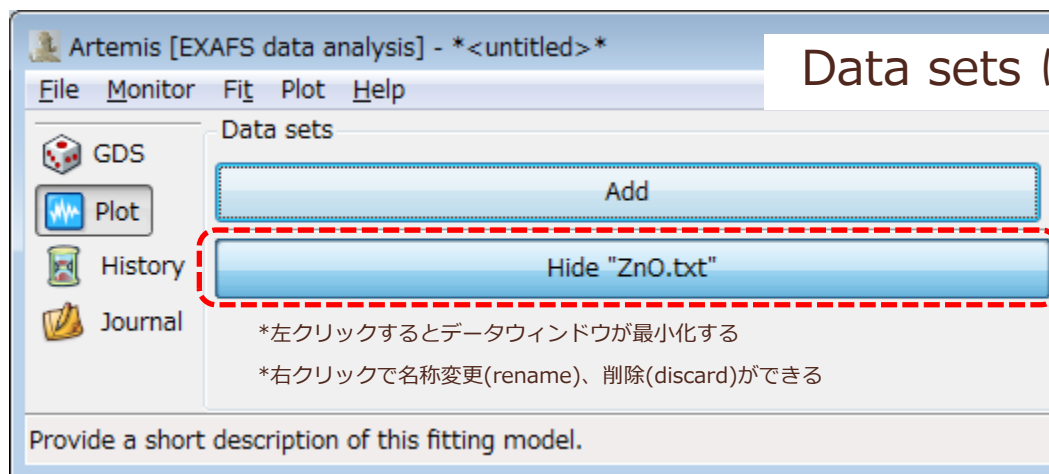 Artemis [EXAFS data analysis] - *<untitled>*
Data sets
File Monitor Fit Plot Help
Data sets
GDS
Add
Plot
Hide "ZnO.txt"
History
Journal
*左クリックするとデータウィンドウが最小化する
*右クリックで名称変更(rename)、削除(discard)ができる
Provide a short description of this fitting model.